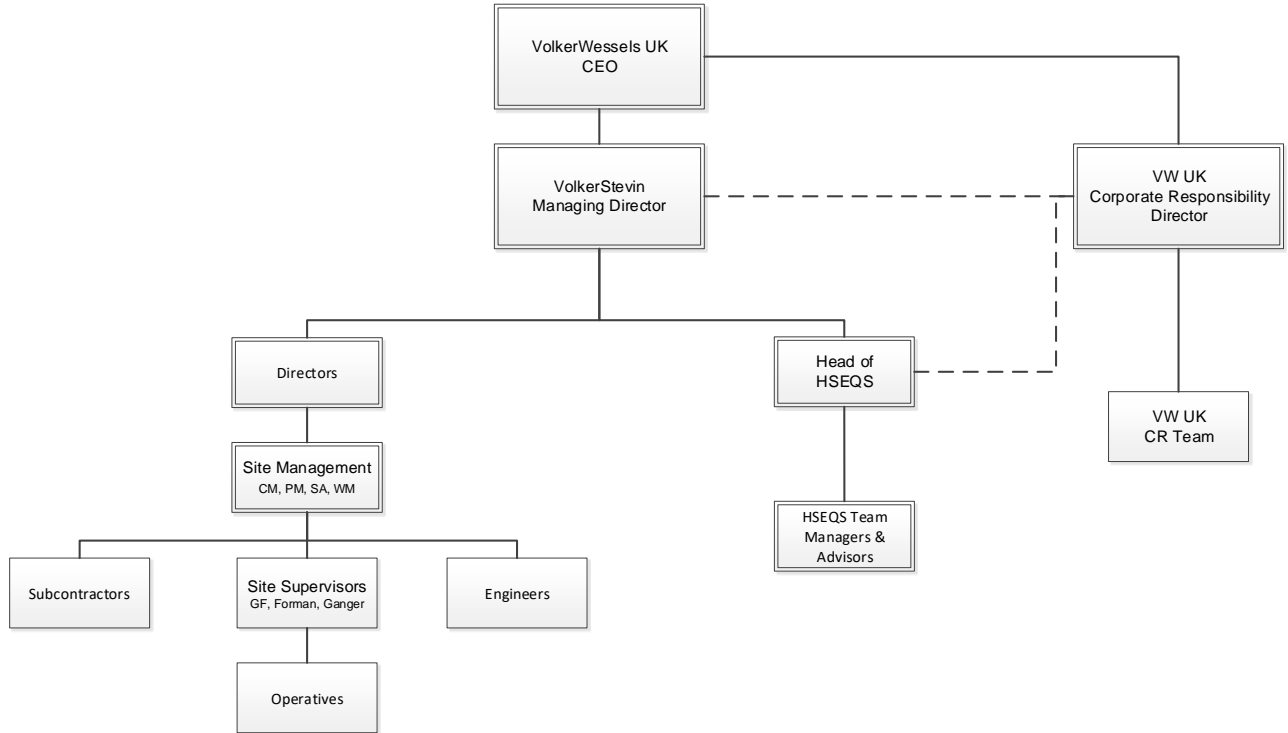 VolkerWessels UK
CEO
VolkerStevin
Managing Director
VW UK
Corporate Responsibility
Director
Directors
Head of
HSEQS
VW UK
CR Team
Site Management
CM, PM, SA, WM
HSEQS Team
Managers &
Advisors
Subcontractors
Site Supervisors
GF, Forman, Ganger
Engineers
Operatives